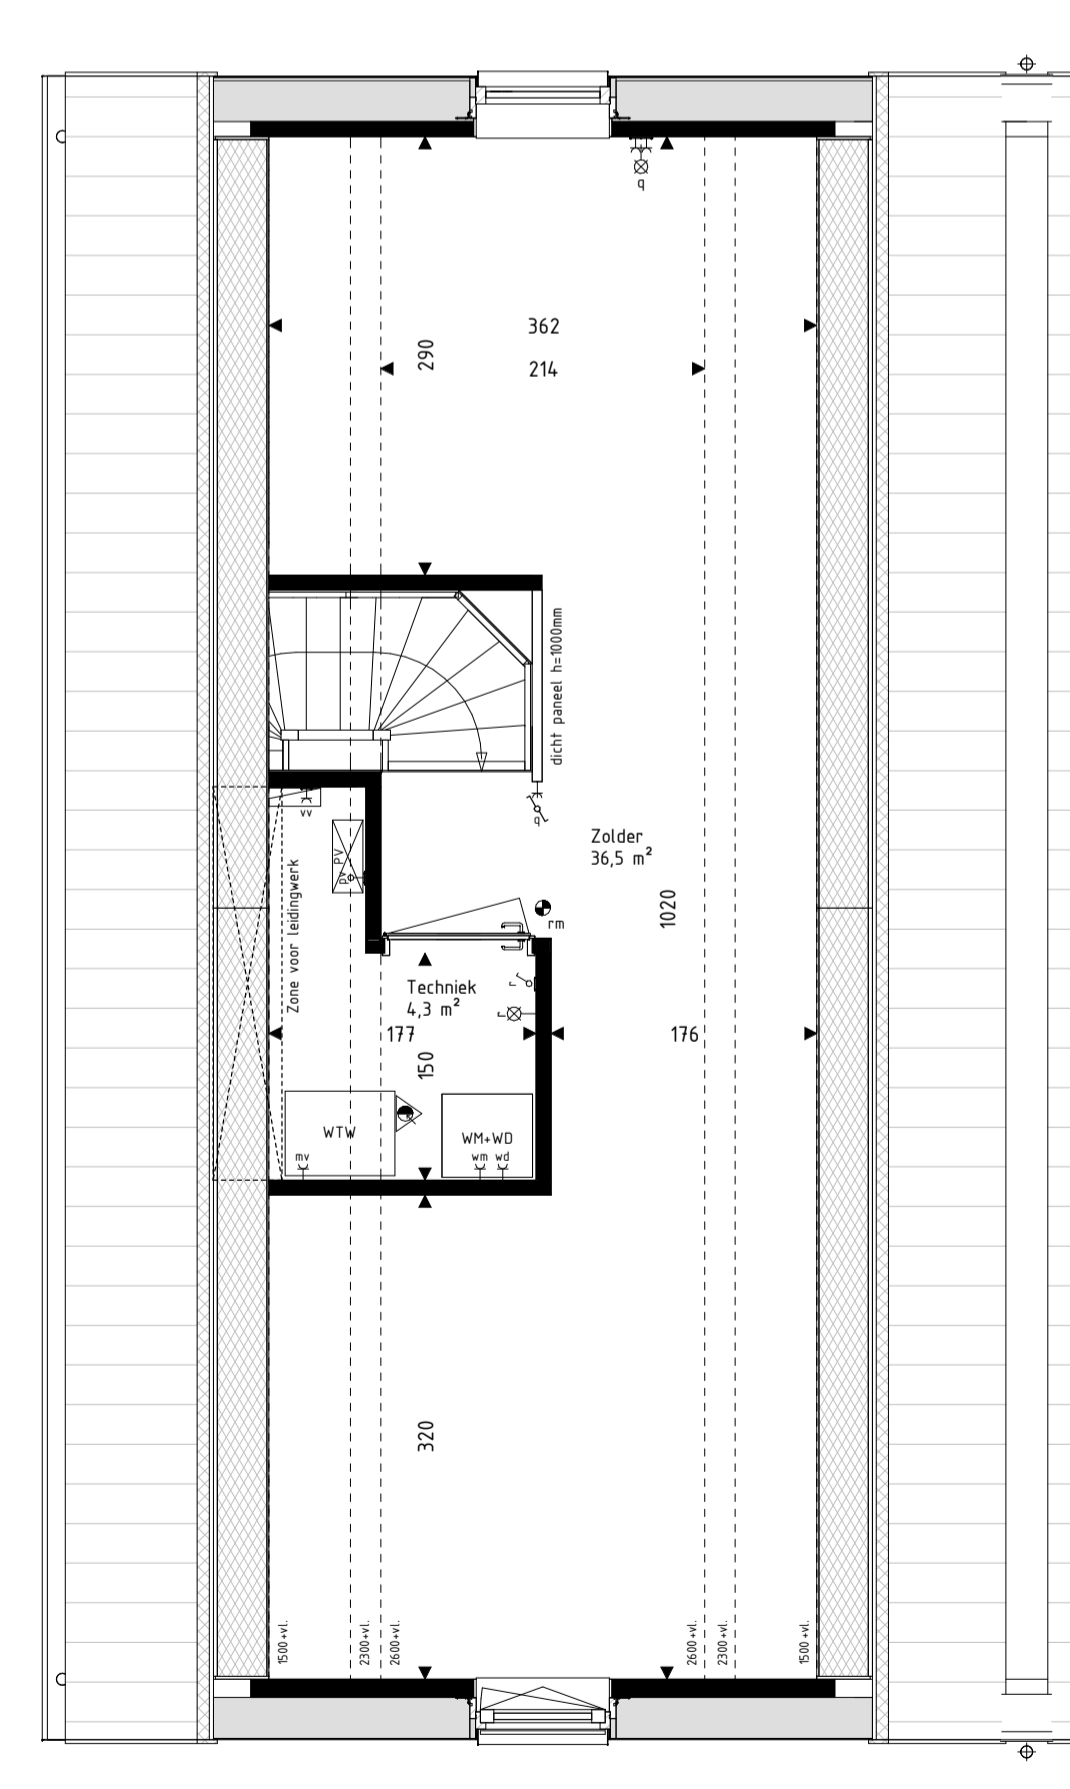 q
362
290
214
dicht paneel h=1000mm
vv
q
pv PV
Zolder
36,5 m²
Zone voor leidingwerk
1020
rm
Techniek
4,3 m²
r
r
177
176
150
WTW
WM+WD
mv
wm wd
320
1500+vl.
2300+vl.
2600+vl.
2600+vl.
2300+vl.
1500+vl.